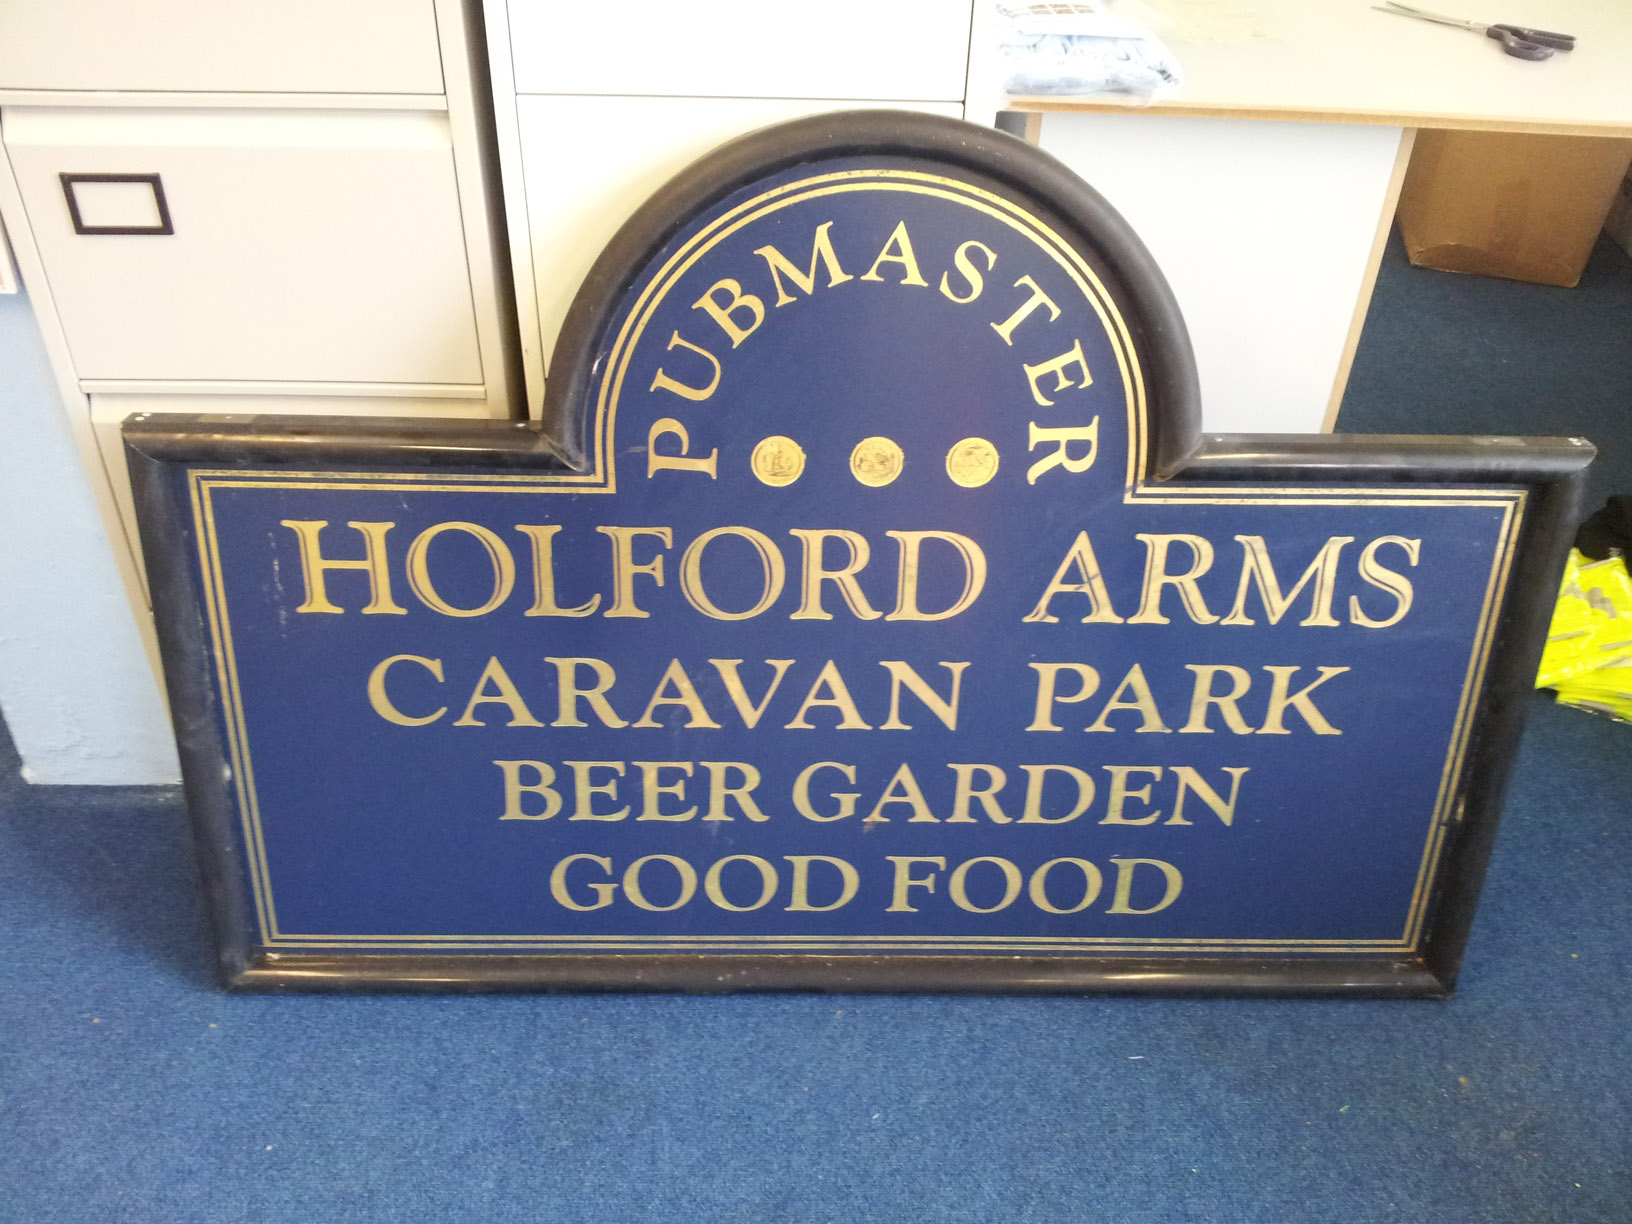 PUBMASTER
HOLFORD ARMS
CARAVAN PARK
BEER GARDEN
GOOD FOOD